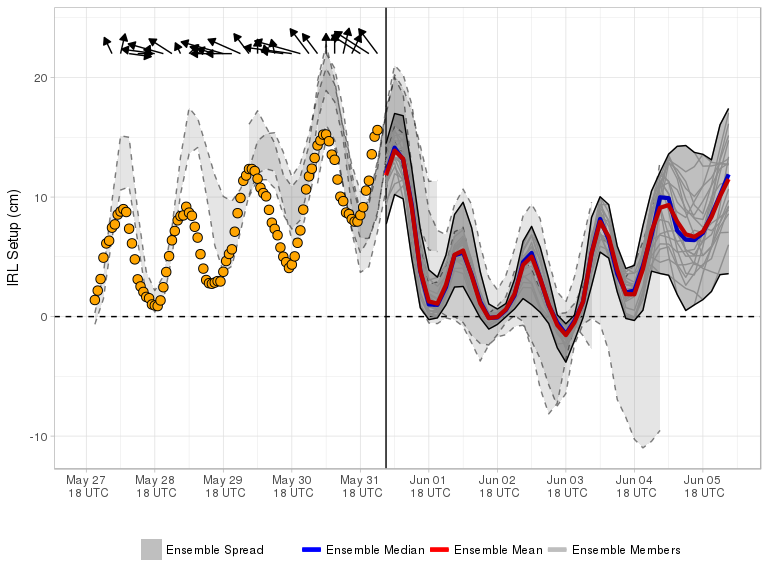 IRL Setup (cm)
20
10
0
-10
May 27 May 28 May 29 May 30 May 31 Jun 01 Jun 02 Jun 03 Jun 04 Jun 05
18 UTC 18 UTC 18 UTC 18 UTC 18 UTC 18 UTC 18 UTC 18 UTC 18 UTC 18 UTC
Ensemble Spread Ensemble Median Ensemble Mean Ensemble Members